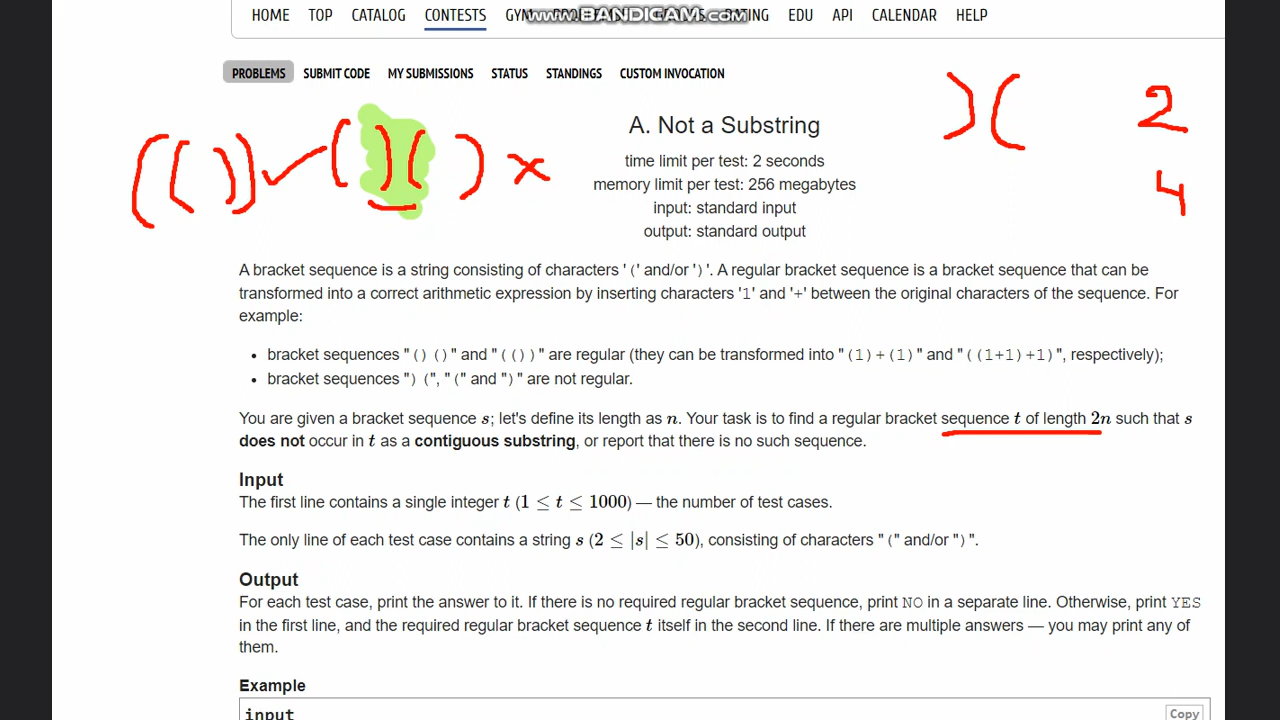 HOME TOP CATALOG CONTESTS GYM EDU API CALENDAR HELP
www.BANDICAM.com
PROBLEMS SUBMIT CODE MY SUBMISSIONS STATUS STANDINGS CUSTOM INVOCATION
)( 2
4
(())✓ ()() ×
A. Not a Substring
time limit per test: 2 seconds
memory limit per test: 256 megabytes
input: standard input
output: standard output
A bracket sequence is a string consisting of characters '(' and/or ')'. A regular bracket sequence is a bracket sequence that can be
transformed into a correct arithmetic expression by inserting characters '1' and '+' between the original characters of the sequence. For
example:
• bracket sequences "()()" and "(())" are regular (they can be transformed into "(1)+(1)" and "((1+1)+1)", respectively);
• bracket sequences ")(", "(" and ")" are not regular.
You are given a bracket sequence s; let's define its length as n. Your task is to find a regular bracket sequence t of length 2n such that s
does not occur in t as a contiguous substring, or report that there is no such sequence.
Input
The first line contains a single integer t (1 ≤ t ≤ 1000) — the number of test cases.
The only line of each test case contains a string s (2 ≤ |s| ≤ 50), consisting of characters "(" and/or ")".
Output
For each test case, print the answer to it. If there is no required regular bracket sequence, print NO in a separate line. Otherwise, print YES
in the first line, and the required regular bracket sequence t itself in the second line. If there are multiple answers — you may print any of
them.
Example
input
Copy